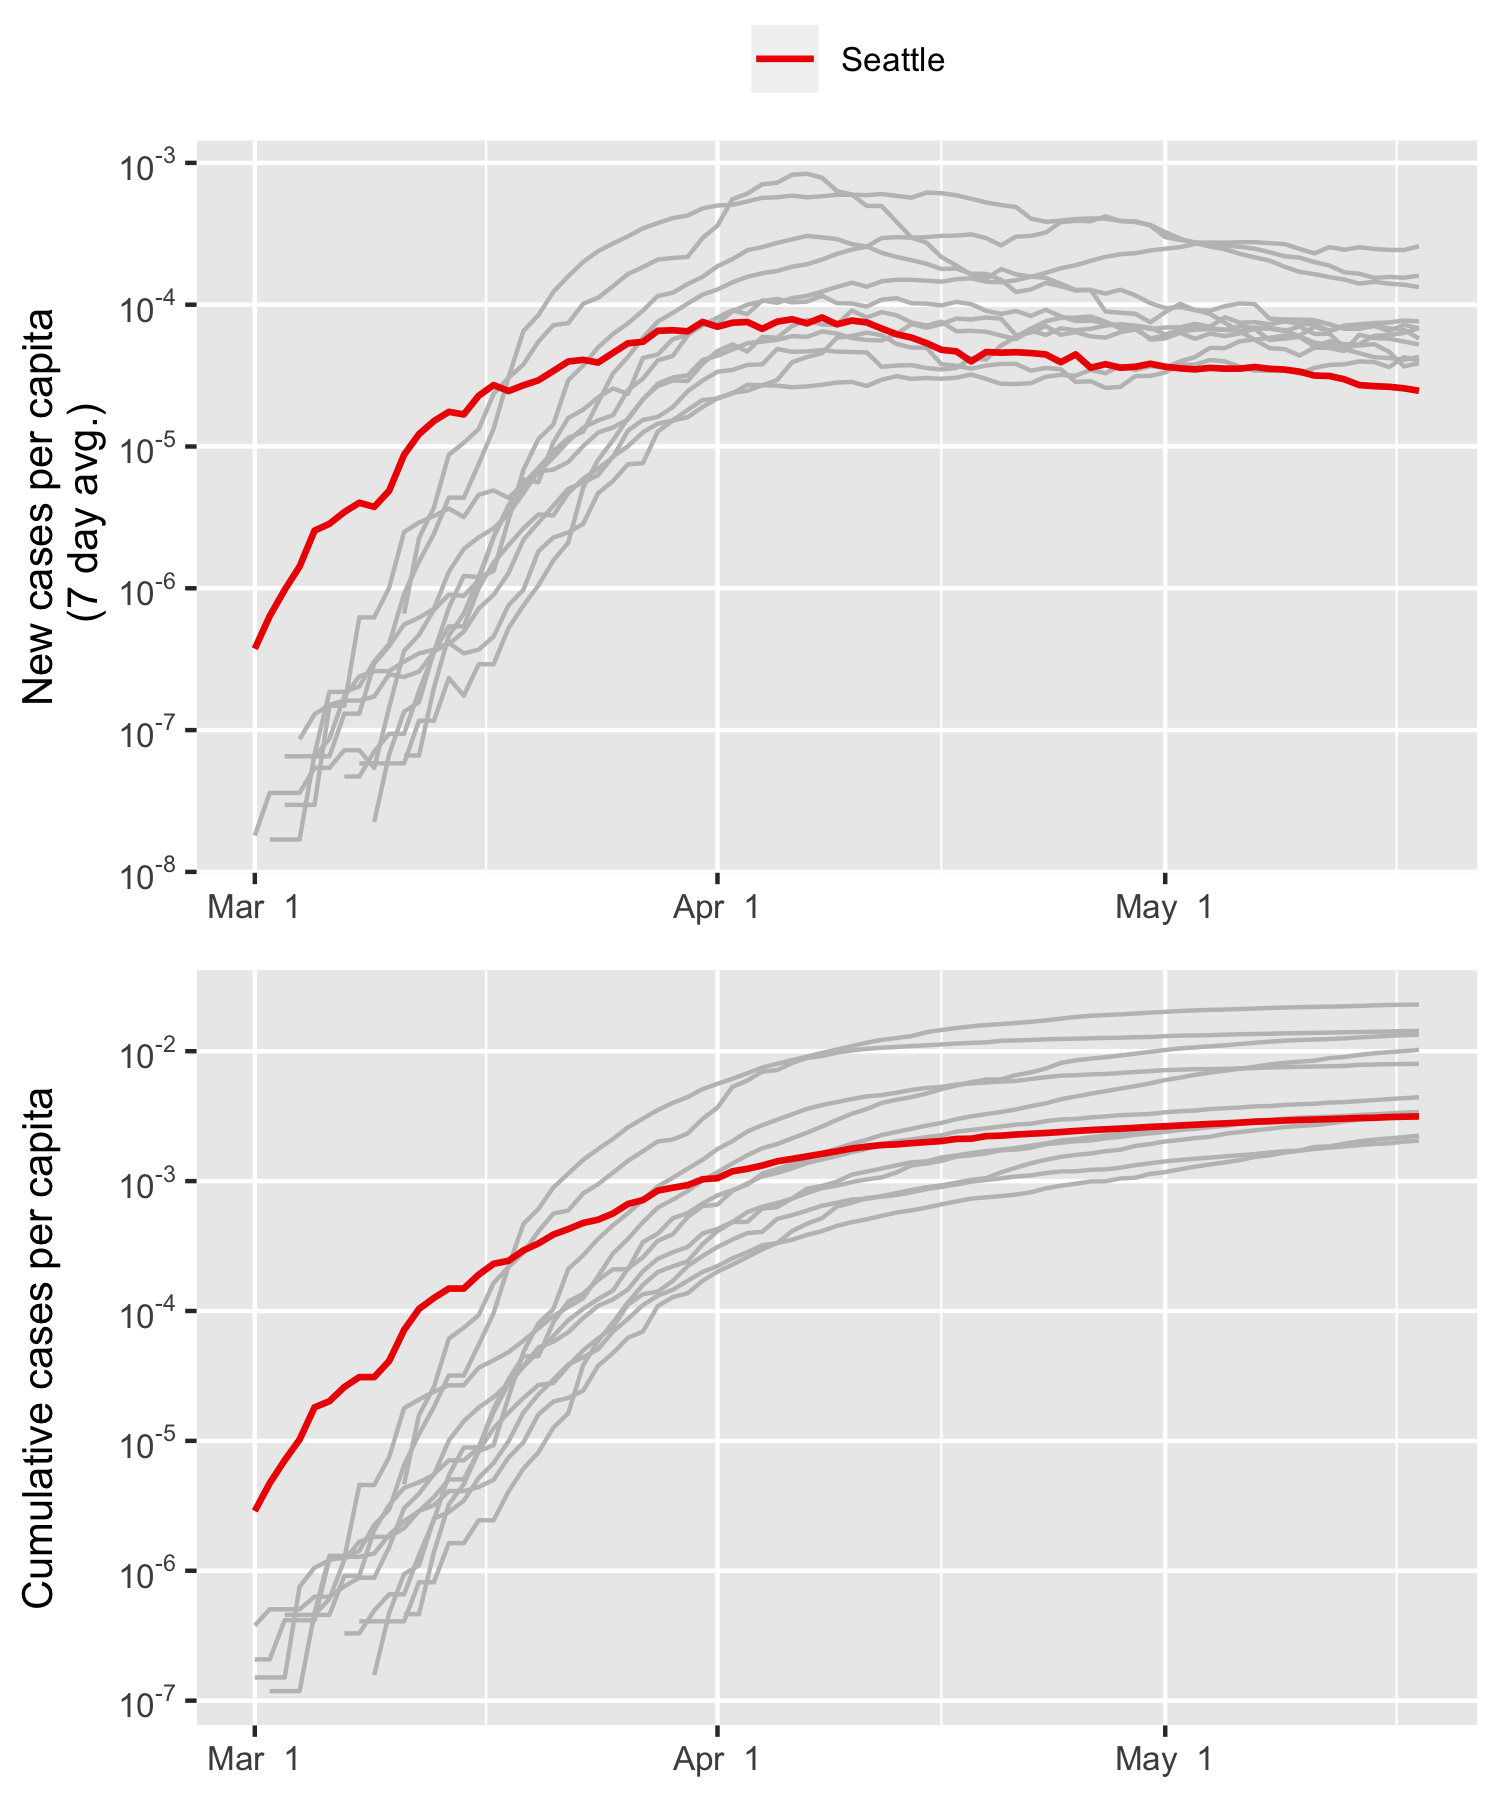 Seattle
New cases per capita
(7 day avg.)
10-3
10-4
10-5
10-6
10-7
10-8
Mar 1
Apr 1
May 1
Cumulative cases per capita
10-2
10-3
10-4
10-5
10-6
10-7
Mar 1
Apr 1
May 1